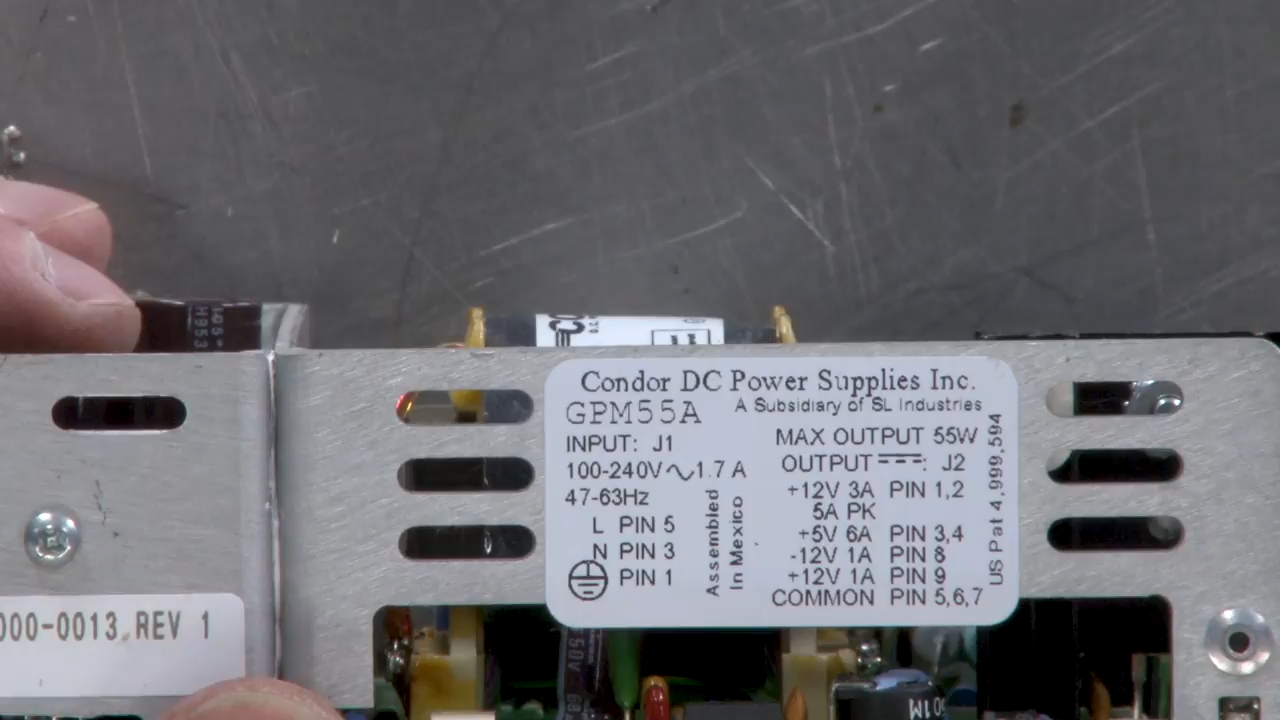 105°
H953
Condor DC Power Supplies Inc.
GPM55A
A Subsidiary of SL Industries
INPUT: J1
100-240V~1.7 A
47-63Hz
L PIN 5
N PIN 3
PIN 1
Assembled
In Mexico
MAX OUTPUT 55W
OUTPUT ⎓: J2
+12V 3A PIN 1,2
5A PK
+5V 6A PIN 3,4
-12V 1A PIN 8
+12V 1A PIN 9
COMMON PIN 5,6,7
US Pat 4,999,594
000-0013.REV 1